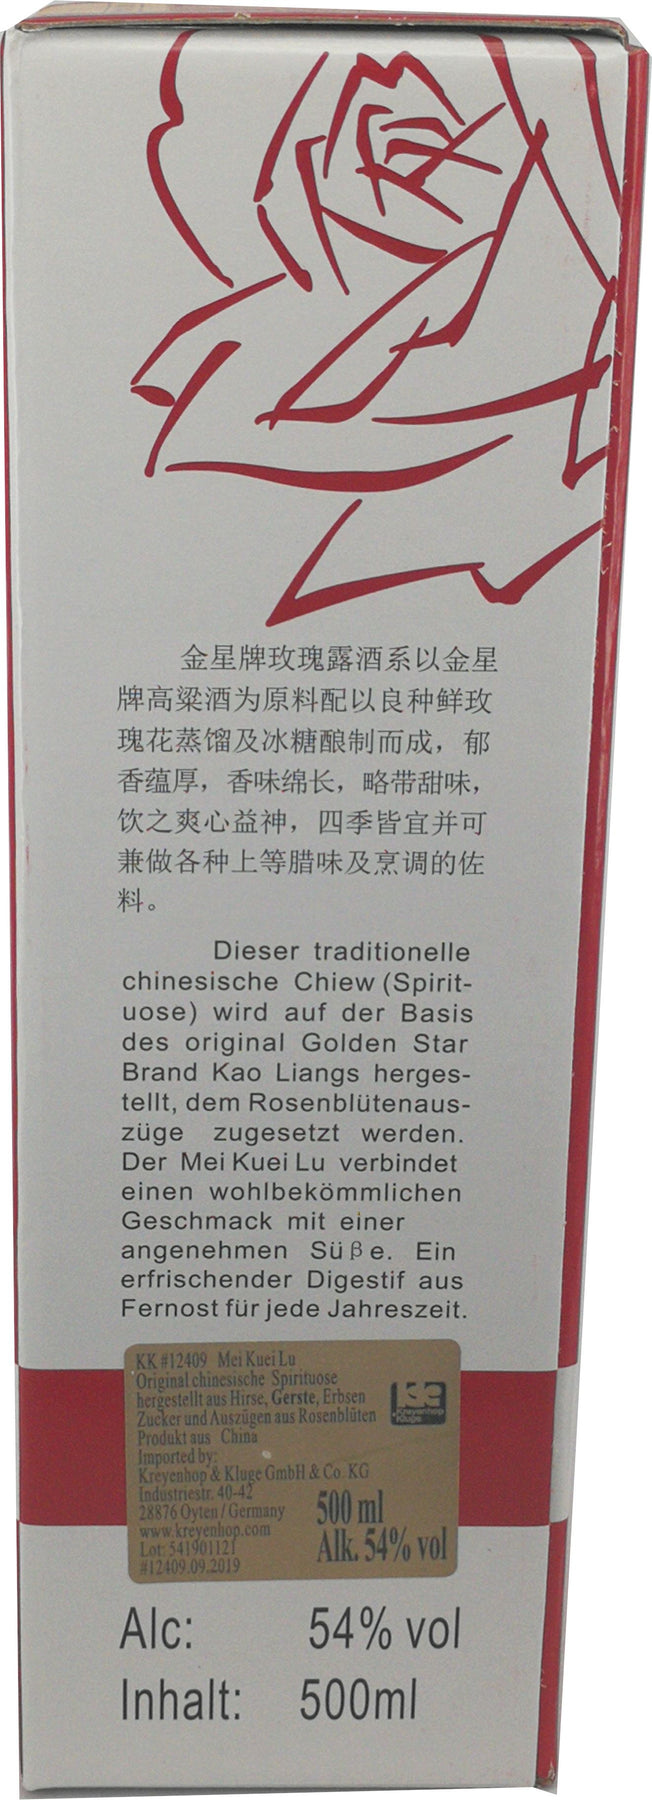 金星牌玫瑰露酒系以金星
牌高粱酒为原料配以良种鲜玫
瑰花蒸馏及冰糖酿制而成，郁
香蕴厚，香味绵长，略带甜味，
饮之爽心益神，四季皆宜并可
兼做各种上等腊味及烹调的佐
料。
Dieser traditionelle
chinesische Chiew (Spirit-
uose) wird auf der Basis
des original Golden Star
Brand Kao Liangs herges-
tellt, dem Rosenblütenaus-
züge zugesetzt werden.
Der Mei Kuei Lu verbindet
einen wohlbekömmlichen
Geschmack mit einer
angenehmen Süβe. Ein
erfrischender Digestif aus
Fernost für jede Jahreszeit.
KK #12409 Mei Kuei Lu
Original chinesische Spirituose
hergestellt aus Hirse, Gerste, Erbsen
Zucker und Auszügen aus Rosenblüten
Produkt aus China
Imported by:
Kreyenhop & Kluge GmbH & Co. KG
Industriestr. 40-42
28876 Oyten / Germany
www.kreyenhop.com
Lot: 541901121
#12409.09.2019
Kreyenhop
Kluge
500 ml
Alk. 54% vol
Alc: 54% vol
Inhalt: 500ml